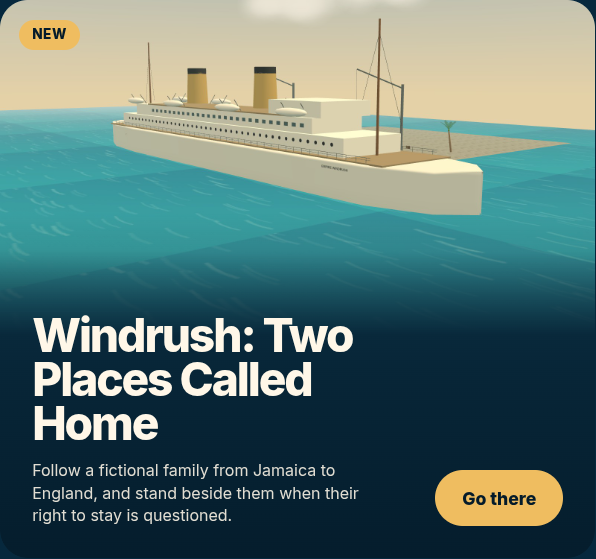 NEW
Windrush: Two
Places Called
Home
Follow a fictional family from Jamaica to
England, and stand beside them when their
right to stay is questioned.
Go there